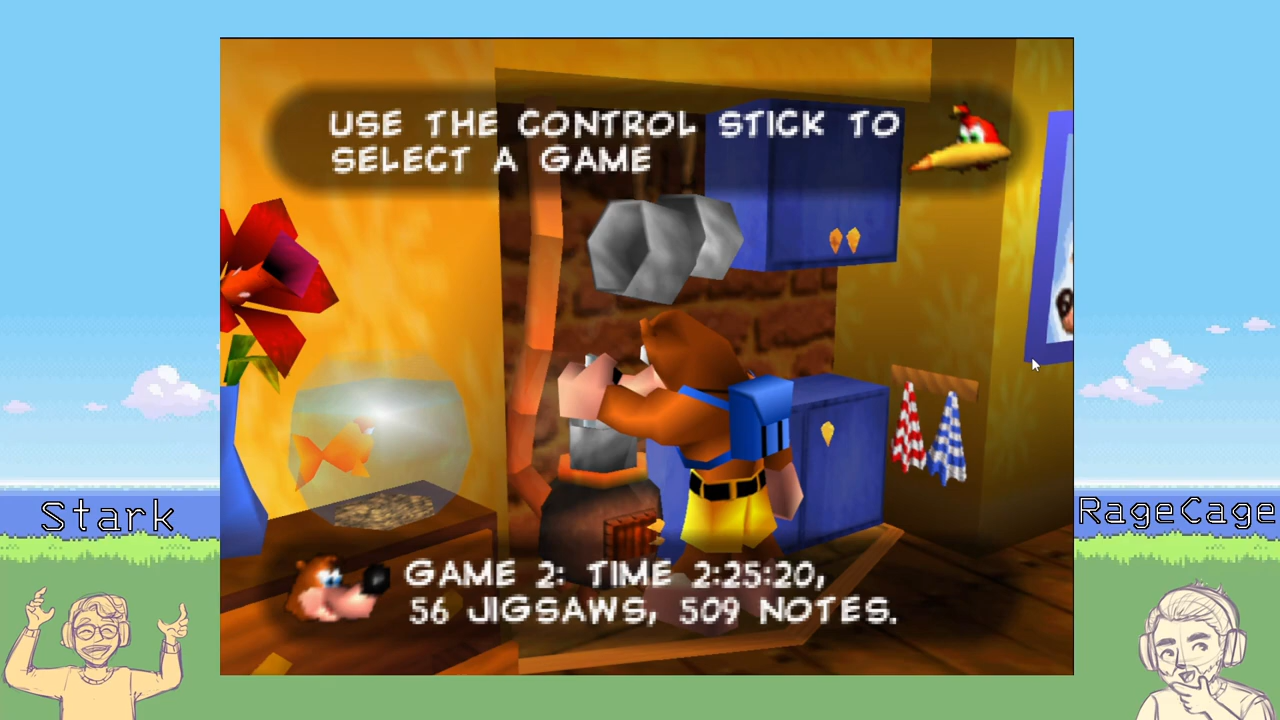 USE THE CONTROL STICK TO
SELECT A GAME
Stark
RageCage
GAME 2: TIME 2:25:20,
56 JIGSAWS, 509 NOTES.